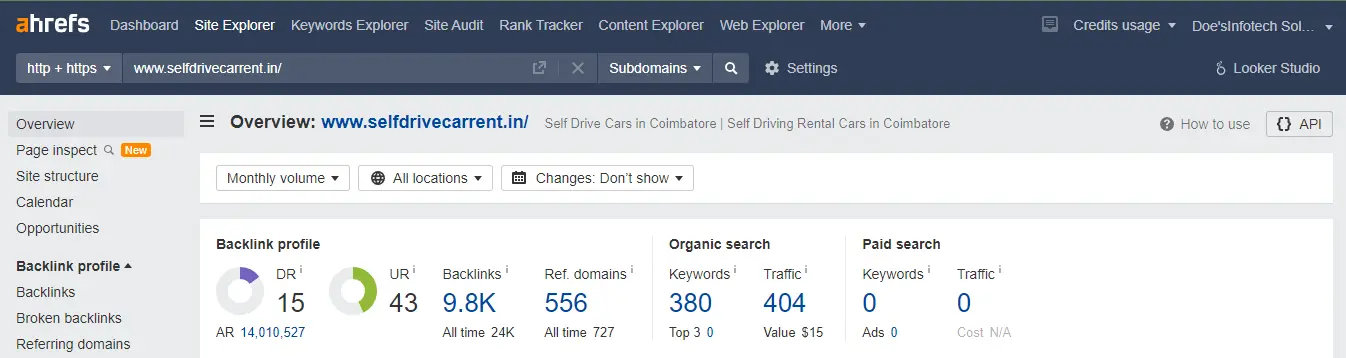 ahrefs Dashboard Site Explorer Keywords Explorer Site Audit Rank Tracker Content Explorer Web Explorer More Credits usage Doe'sInfotech Sol...
http + https www.selfdrivecarrent.in/ Subdomains Settings Looker Studio
Overview
Page inspect New
Site structure
Calendar
Opportunities
Backlink profile
Backlinks
Broken backlinks
Referring domains
Overview: www.selfdrivecarrent.in/ Self Drive Cars in Coimbatore | Self Driving Rental Cars in Coimbatore ? How to use {} API
Monthly volume All locations Changes: Don't show
Backlink profile
DR i UR i Backlinks i Ref. domains i
15 43 9.8K 556
AR 14,010,527 All time 24K All time 727
Organic search
Keywords i Traffic i
380 404
Top 3 0 Value $15
Paid search
Keywords i Traffic i
0 0
Ads 0 Cost N/A